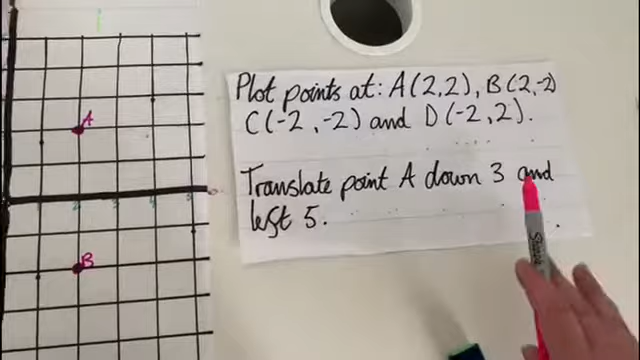 Plot points at: A(2,2), B(2,-2)
C(-2,-2) and D(-2,2).
Translate point A down 3 and
left 5.
A
B
Sharpie